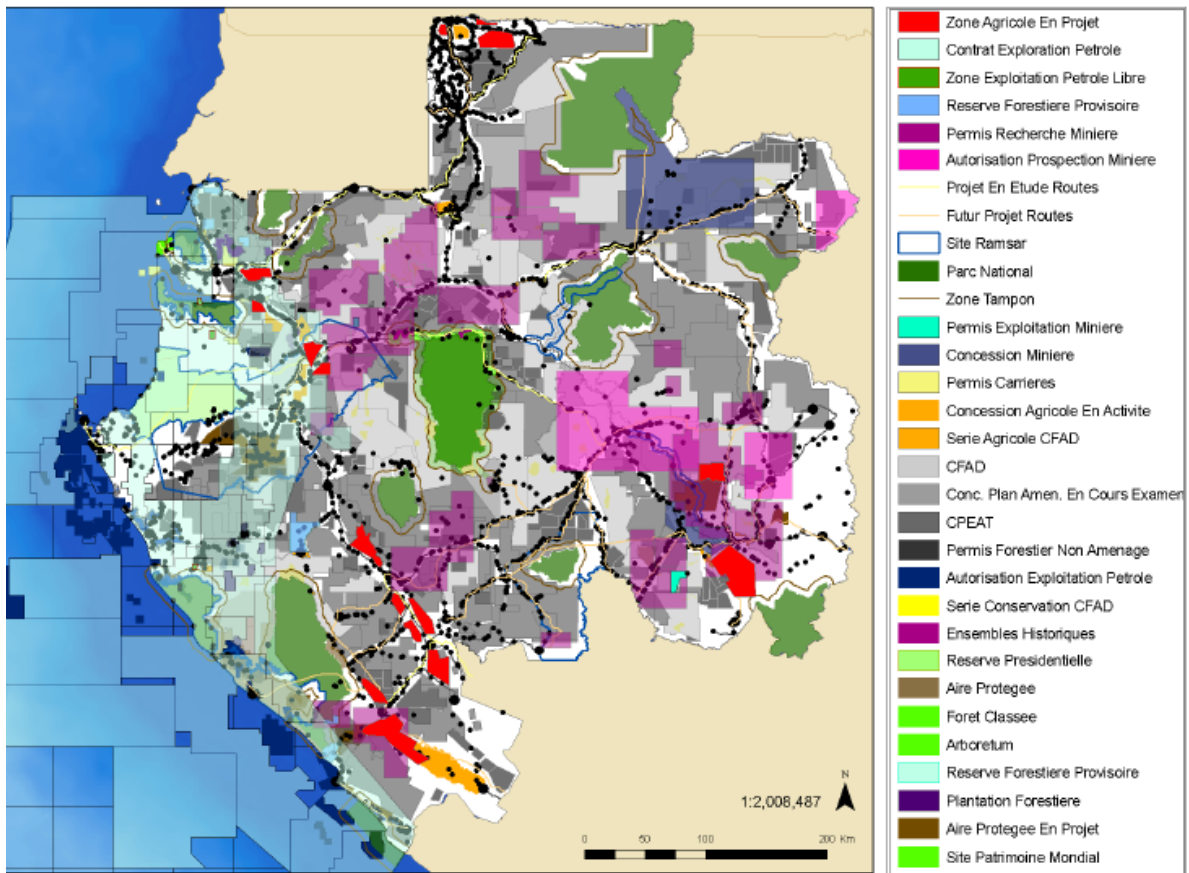 Zone Agricole En Projet
Contrat Exploration Petrole
Zone Exploitation Petrole Libre
Reserve Forestiere Provisoire
Permis Recherche Miniere
Autorisation Prospection Miniere
Projet En Etude Routes
Futur Projet Routes
Site Ramsar
Parc National
Zone Tampon
Permis Exploitation Miniere
Concession Miniere
Permis Carrieres
Concession Agricole En Activite
Serie Agricole CFAD
CFAD
Conc. Plan Amen. En Cours Examen
CPEAT
Permis Forestier Non Amenage
Autorisation Exploitation Petrole
Serie Conservation CFAD
Ensembles Historiques
Reserve Presidentielle
Aire Protegee
Foret Classee
Arboretum
Reserve Forestiere Provisoire
Plantation Forestiere
Aire Protegee En Projet
Site Patrimoine Mondial
N
1:2,008,487
0 50 100 200 Km